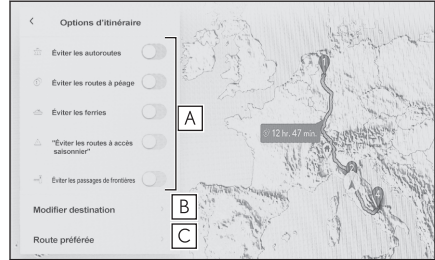 Options d'itinéraire
Éviter les autoroutes
Éviter les routes à péage
Éviter les ferries
A
"Éviter les routes à accès
saisonnier"
Éviter les passages de frontières
Modifier destination
B
Route préférée
C
12 hr. 47 min.